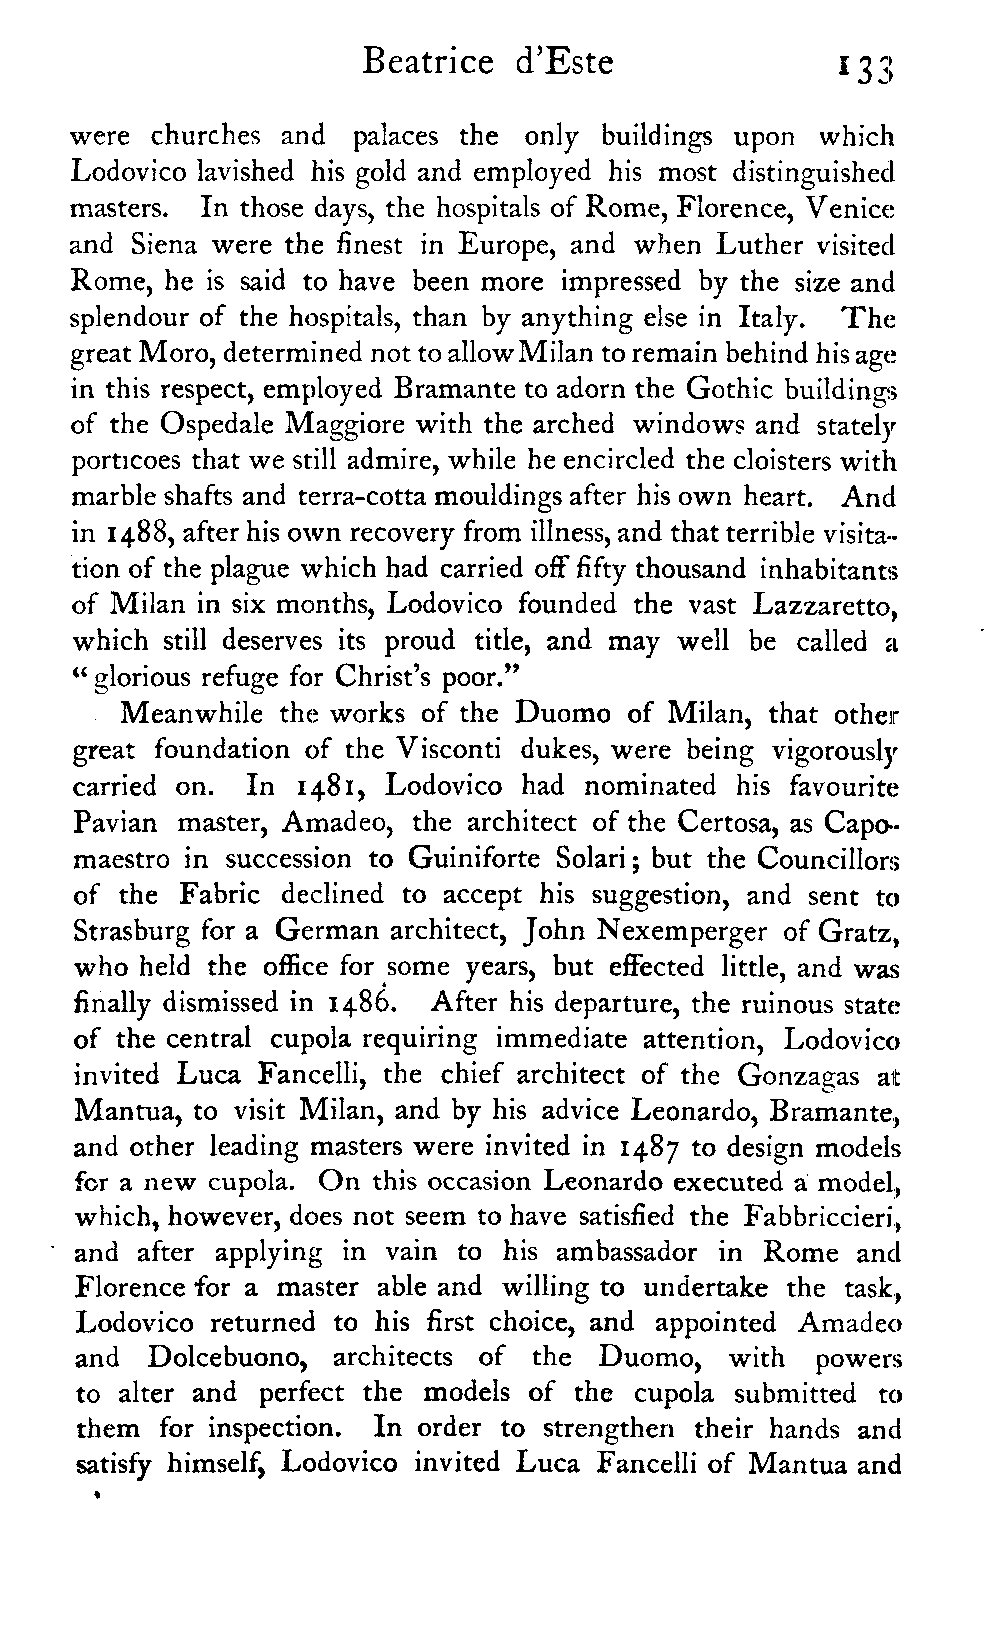 Beatrice d'Este 133
were churches and palaces the only buildings upon which
Lodovico lavished his gold and employed his most distinguished
masters. In those days, the hospitals of Rome, Florence, Venice
and Siena were the finest in Europe, and when Luther visited
Rome, he is said to have been more impressed by the size and
splendour of the hospitals, than by anything else in Italy. The
great Moro, determined not to allow Milan to remain behind his age
in this respect, employed Bramante to adorn the Gothic buildings
of the Ospedale Maggiore with the arched windows and stately
porticoes that we still admire, while he encircled the cloisters with
marble shafts and terra-cotta mouldings after his own heart. And
in 1488, after his own recovery from illness, and that terrible visita-
tion of the plague which had carried off fifty thousand inhabitants
of Milan in six months, Lodovico founded the vast Lazzaretto,
which still deserves its proud title, and may well be called a
“glorious refuge for Christ's poor.”
Meanwhile the works of the Duomo of Milan, that other
great foundation of the Visconti dukes, were being vigorously
carried on. In 1481, Lodovico had nominated his favourite
Pavian master, Amadeo, the architect of the Certosa, as Capo-
maestro in succession to Guiniforte Solari; but the Councillors
of the Fabric declined to accept his suggestion, and sent to
Strasburg for a German architect, John Nexemperger of Gratz,
who held the office for some years, but effected little, and was
finally dismissed in 1486. After his departure, the ruinous state
of the central cupola requiring immediate attention, Lodovico
invited Luca Fancelli, the chief architect of the Gonzagas at
Mantua, to visit Milan, and by his advice Leonardo, Bramante,
and other leading masters were invited in 1487 to design models
for a new cupola. On this occasion Leonardo executed a model,
which, however, does not seem to have satisfied the Fabbriccieri,
and after applying in vain to his ambassador in Rome and
Florence for a master able and willing to undertake the task,
Lodovico returned to his first choice, and appointed Amadeo
and Dolcebuono, architects of the Duomo, with powers
to alter and perfect the models of the cupola submitted to
them for inspection. In order to strengthen their hands and
satisfy himself, Lodovico invited Luca Fancelli of Mantua and